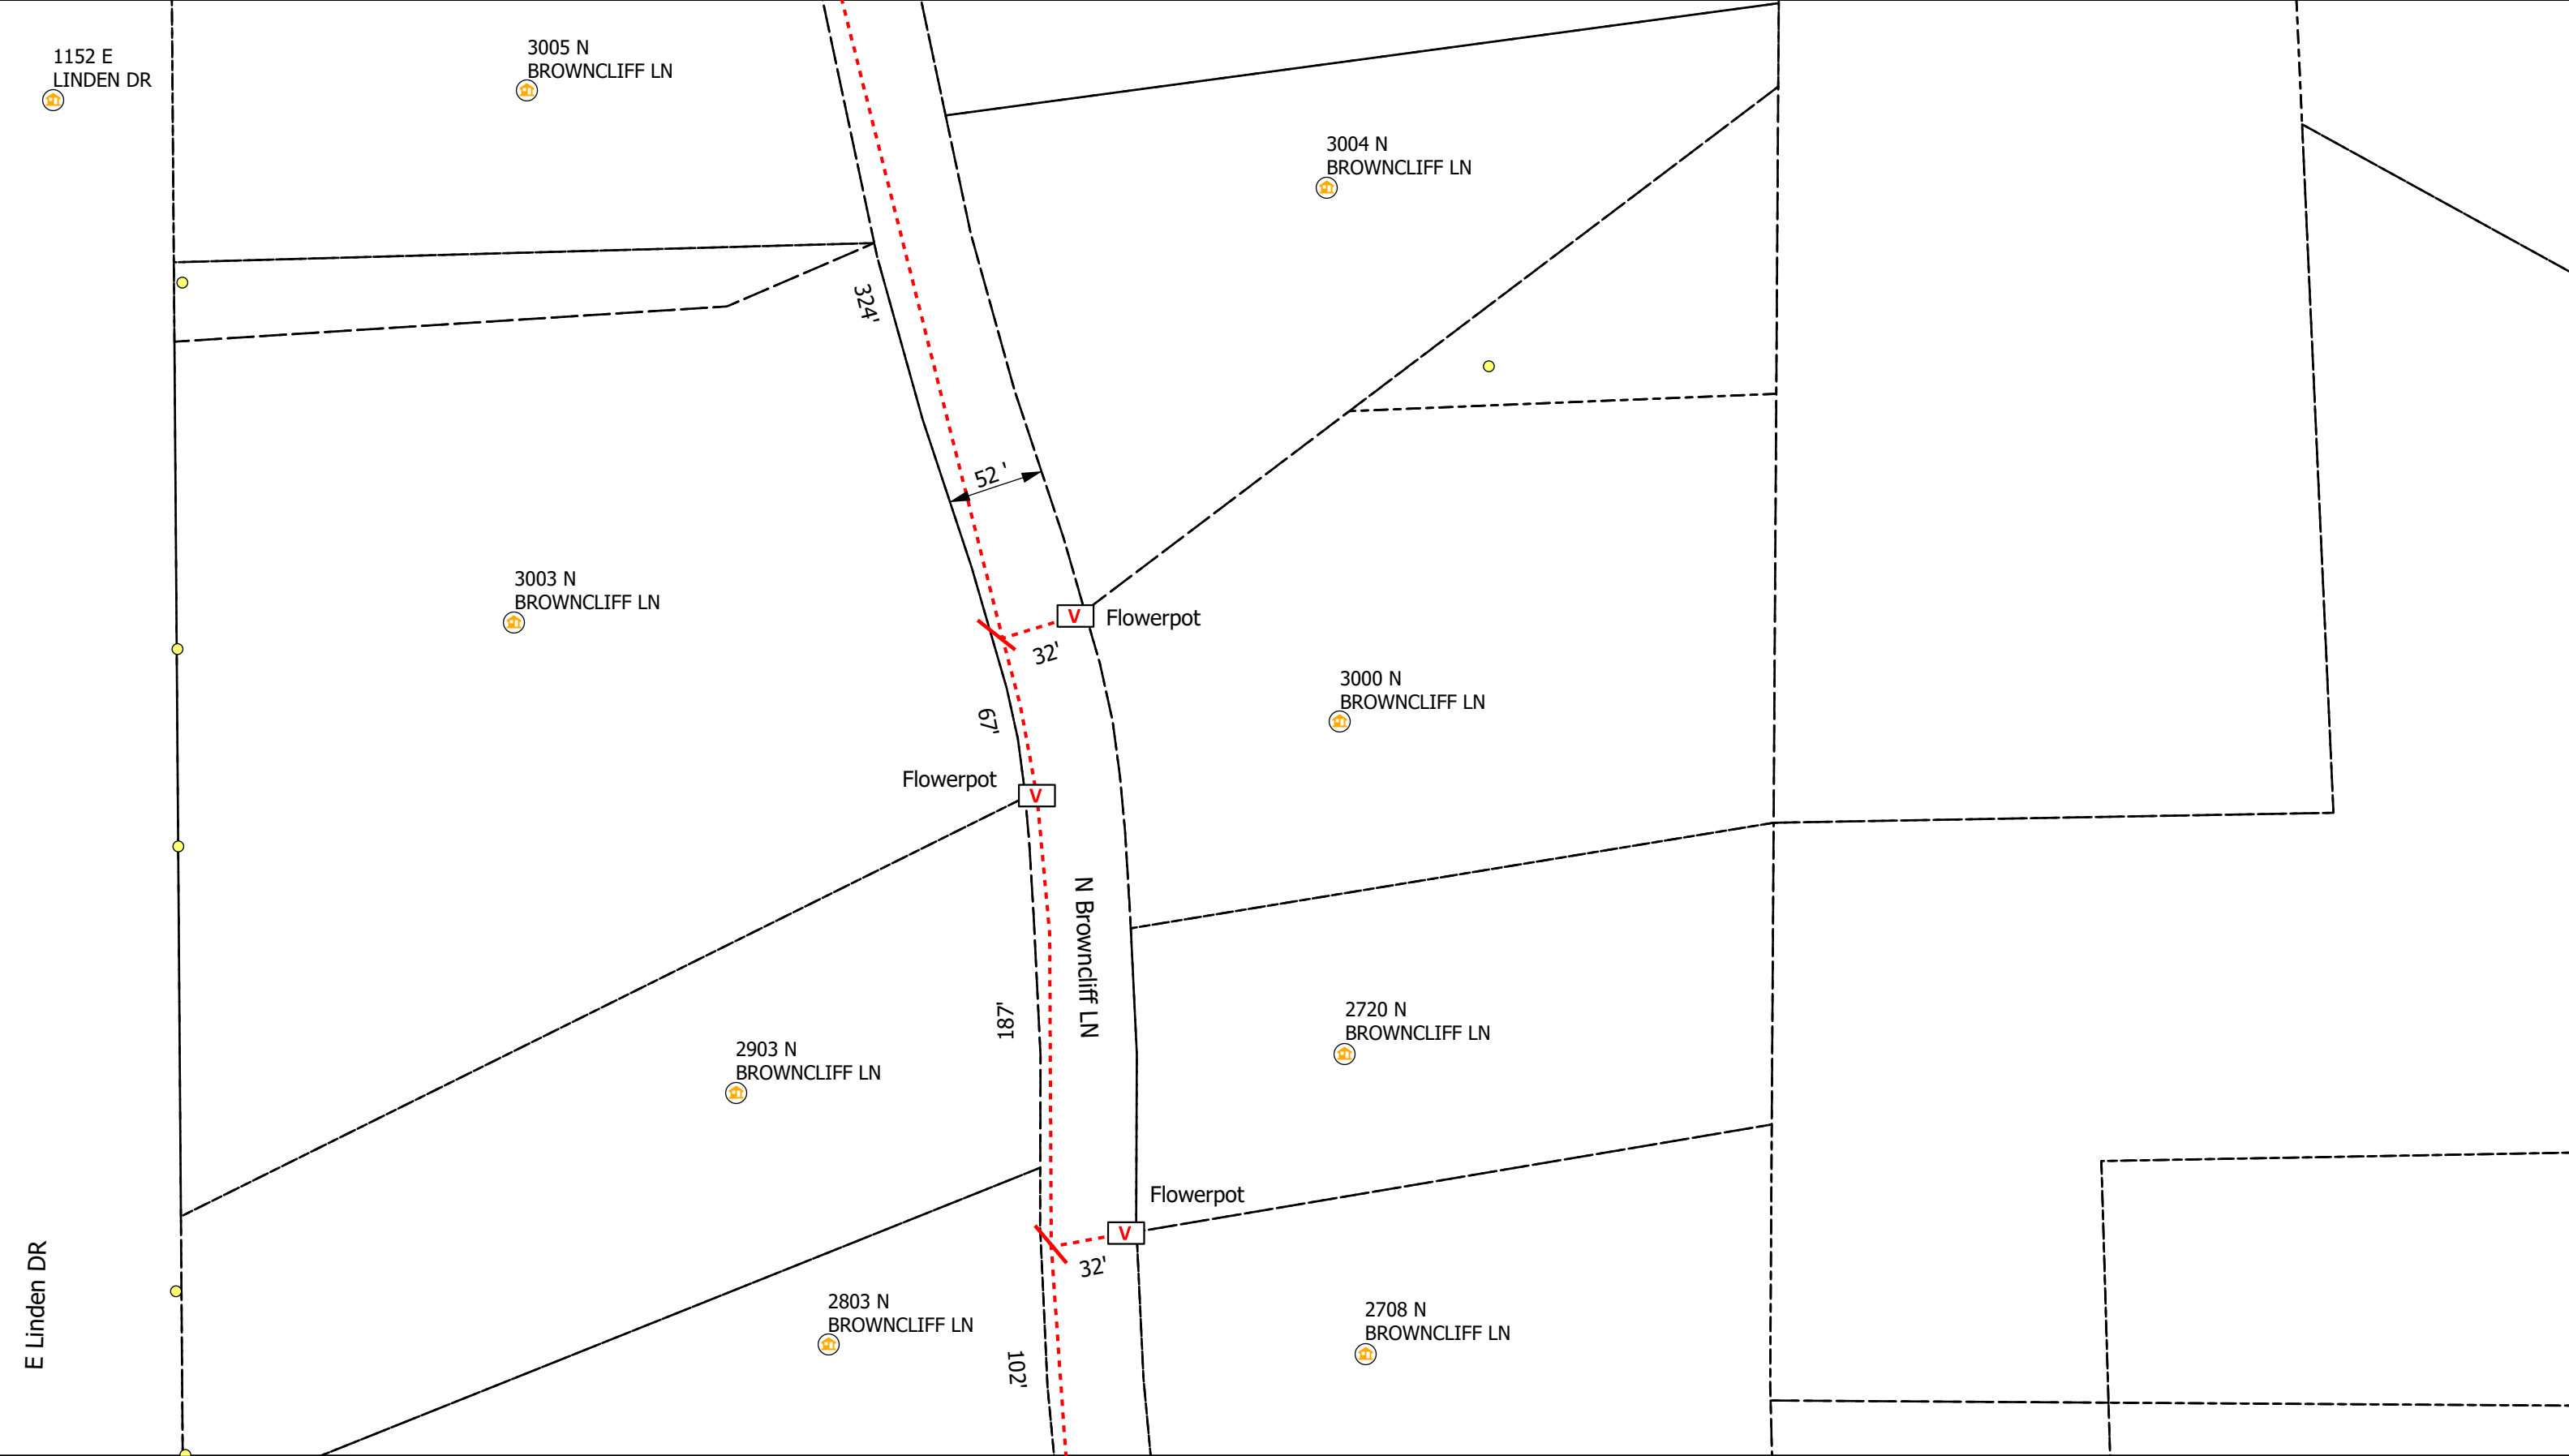 3005 N
BROWNCLIFF LN
1152 E
LINDEN DR
3004 N
BROWNCLIFF LN
324'
52 '
3003 N
BROWNCLIFF LN
V
Flowerpot
32'
3000 N
BROWNCLIFF LN
67'
Flowerpot
V
N Browncliff LN
187'
2720 N
BROWNCLIFF LN
2903 N
BROWNCLIFF LN
Flowerpot
V
32'
E Linden DR
2803 N
BROWNCLIFF LN
2708 N
BROWNCLIFF LN
102'